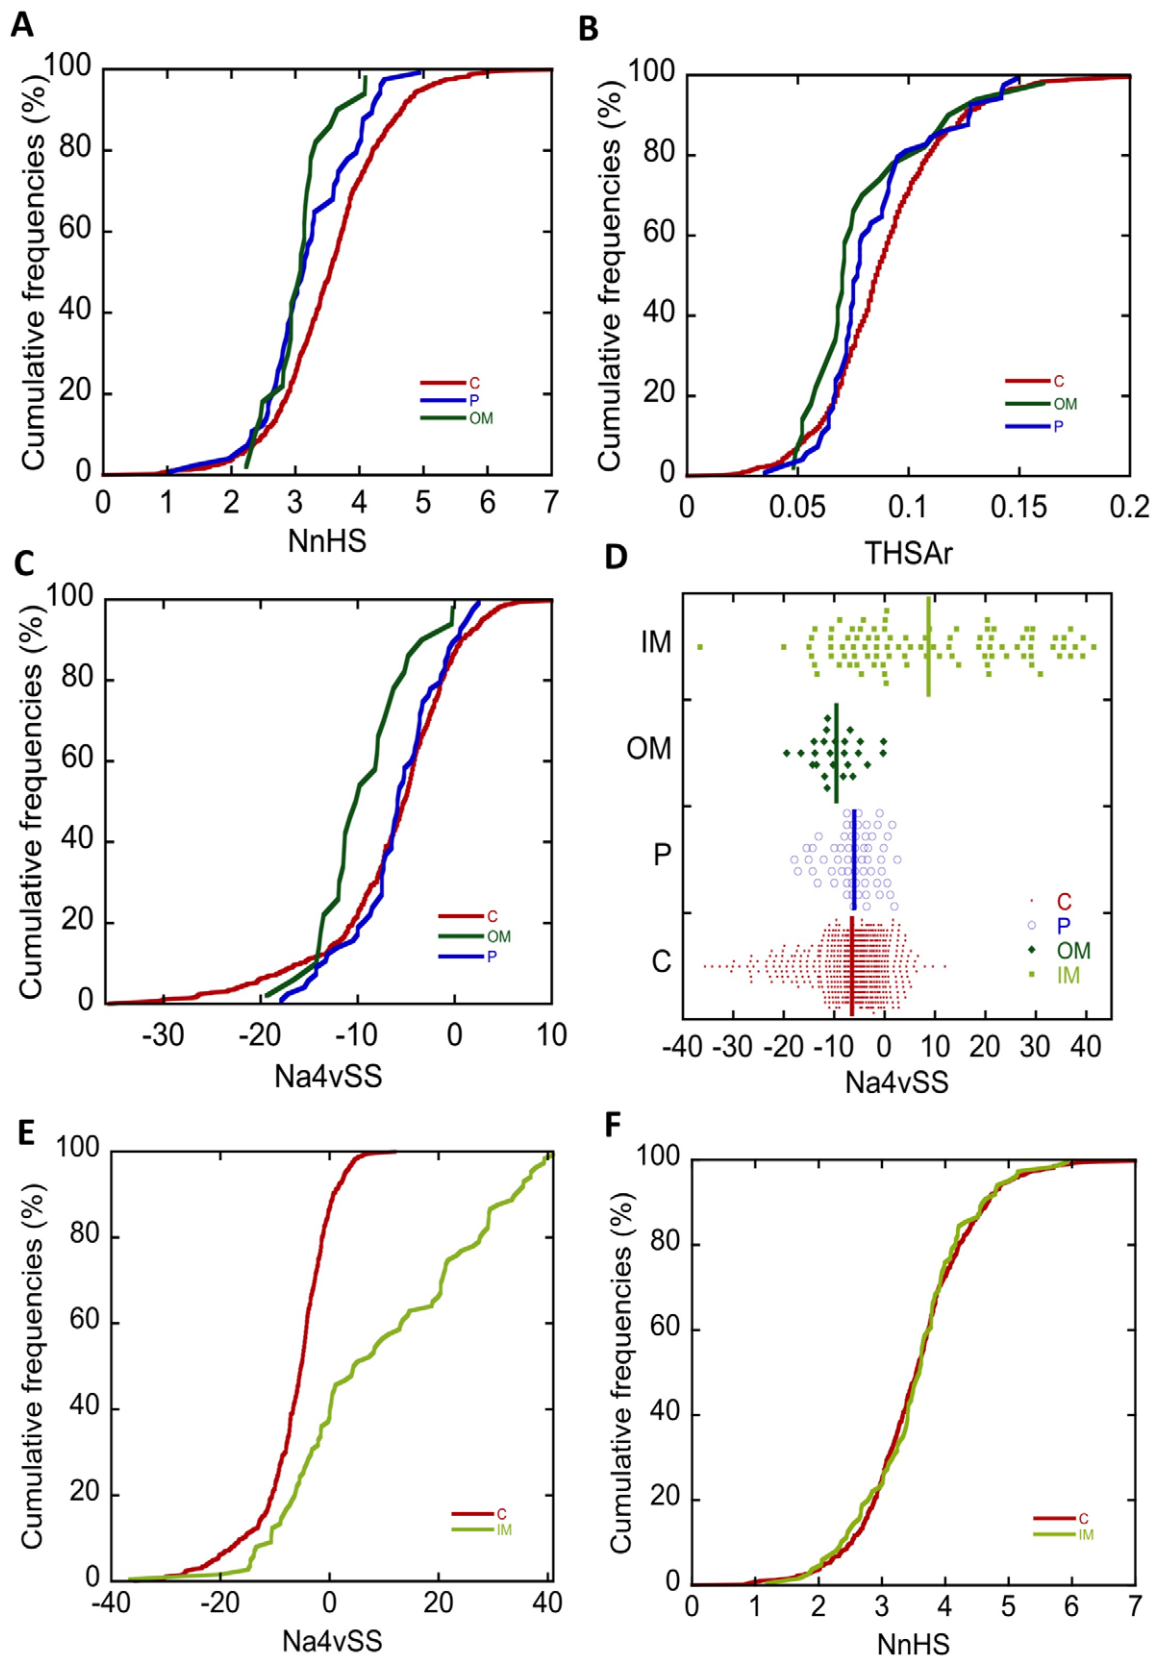 A
Cumulative frequencies (%)
100
80
60
40
20
0
0 1 2 3 4 5 6 7
NnHS
C
P
OM
B
Cumulative frequencies (%)
100
80
60
40
20
0
0 0.05 0.1 0.15 0.2
THSAr
C
OM
P
C
Cumulative frequencies (%)
100
80
60
40
20
0
-30 -20 -10 0 10
Na4vSS
C
OM
P
D
IM
OM
P
C
C
P
OM
IM
-40 -30 -20 -10 0 10 20 30 40
Na4vSS
E
Cumulative frequencies (%)
100
80
60
40
20
0
-40 -20 0 20 40
Na4vSS
C
IM
F
Cumulative frequencies (%)
100
80
60
40
20
0
0 1 2 3 4 5 6 7
NnHS
C
IM